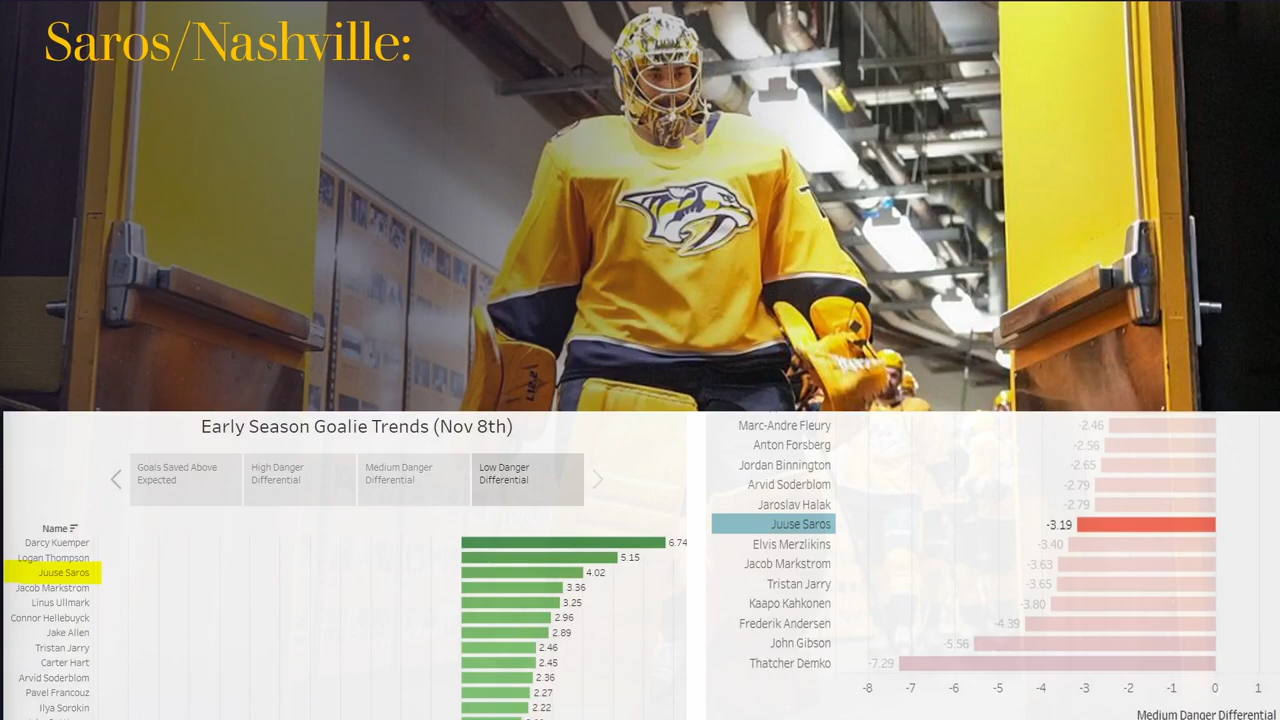 Saros/Nashville:
Early Season Goalie Trends (Nov 8th)
Goals Saved Above
Expected
High Danger
Differential
Medium Danger
Differential
Low Danger
Differential
Name
Darcy Kuemper 6.74
Logan Thompson 5.15
Juuse Saros 4.02
Jacob Markstrom 3.36
Linus Ullmark 3.25
Connor Hellebuyck 2.96
Jake Allen 2.89
Tristan Jarry 2.46
Carter Hart 2.45
Arvid Soderblom 2.36
Pavel Francouz 2.27
Ilya Sorokin 2.22
Marc-Andre Fleury -2.46
Anton Forsberg -2.56
Jordan Binnington -2.65
Arvid Soderblom -2.79
Jaroslav Halak -2.79
Juuse Saros -3.19
Elvis Merzlikins -3.40
Jacob Markstrom -3.63
Tristan Jarry -3.65
Kaapo Kahkonen -3.80
Frederik Andersen -4.39
John Gibson -5.56
Thatcher Demko -7.29
-8 -7 -6 -5 -4 -3 -2 -1 0 1
Medium Danger Differential